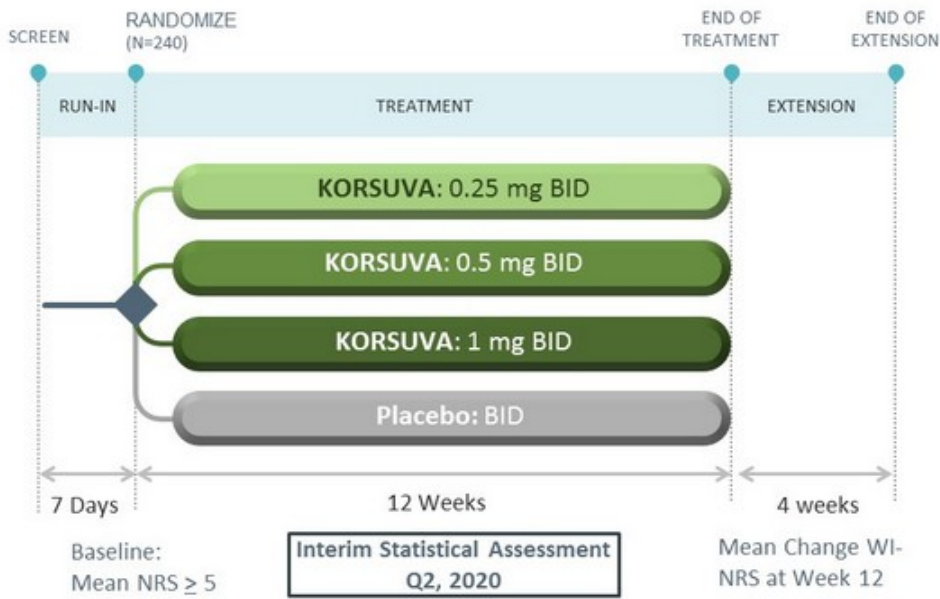 SCREEN
RANDOMIZE
(N=240)
END OF
TREATMENT
END OF
EXTENSION
RUN-IN
TREATMENT
EXTENSION
KORSUVA: 0.25 mg BID
KORSUVA: 0.5 mg BID
KORSUVA: 1 mg BID
Placebo: BID
7 Days
12 Weeks
4 weeks
Baseline:
Mean NRS ≥ 5
Interim Statistical Assessment
Q2, 2020
Mean Change WI-
NRS at Week 12